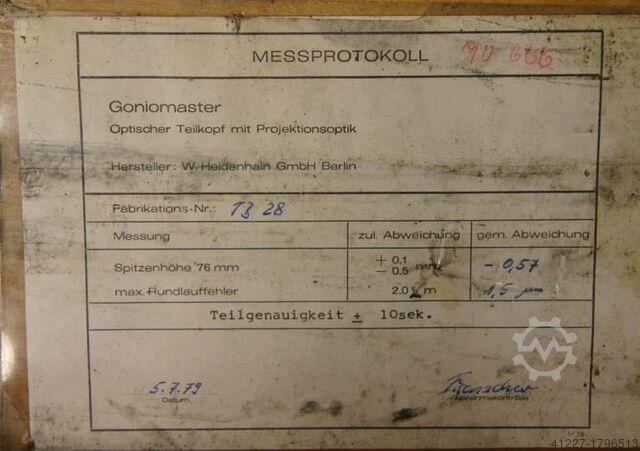 MESSPROTOKOLL MU 666
Goniomaster
Optischer Teilkopf mit Projektionsoptik
Hersteller: W. Heidenhain GmbH Berlin
Fabrikations-Nr.: TB 28
Messung zul. Abweichung gem. Abweichung
Spitzenhöhe 76 mm + 0,1 - 0,5 mm - 0,57
max. Rundlauffehler 2.0 m 1,5 µm
Teilgenauigkeit ± 10sek.
5.7.79
Datum Abnahmekontrolle
41227-1796513